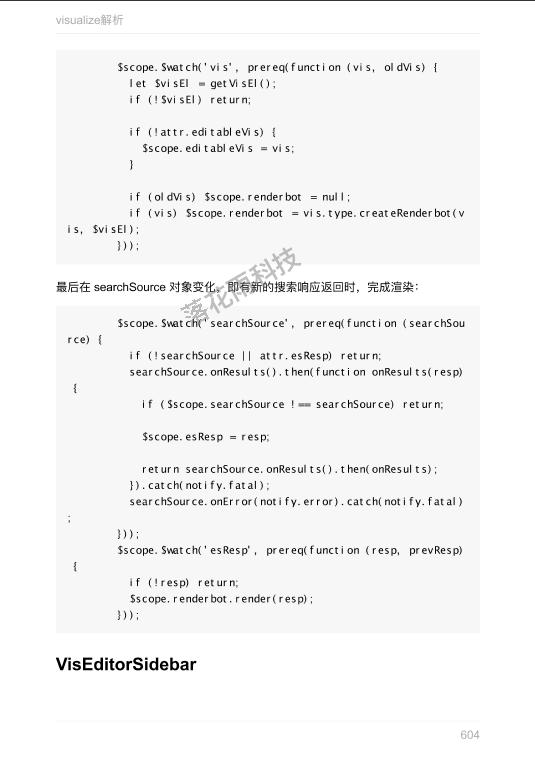 visualize解析
$scope.$watch('vis', prereq(function (vis, oldVis) {
let $visEl = getVisEl();
if (!$visEl) return;
if (!attr.editableVis) {
$scope.editableVis = vis;
}
if (oldVis) $scope.renderbot = null;
if (vis) $scope.renderbot = vis.type.createRenderbot(v
is, $visEl);
}));
最后在 searchSource 对象变化，即有新的搜索响应返回时，完成渲染：
落花雨科技
$scope.$watch('searchSource', prereq(function (searchSou
rce) {
if (!searchSource || attr.esResp) return;
searchSource.onResults().then(function onResults(resp)
{
if ($scope.searchSource !== searchSource) return;
$scope.esResp = resp;
return searchSource.onResults().then(onResults);
}).catch(notify.fatal);
searchSource.onError(notify.error).catch(notify.fatal)
;
}));
$scope.$watch('esResp', prereq(function (resp, prevResp)
{
if (!resp) return;
$scope.renderbot.render(resp);
}));
VisEditorSidebar
604